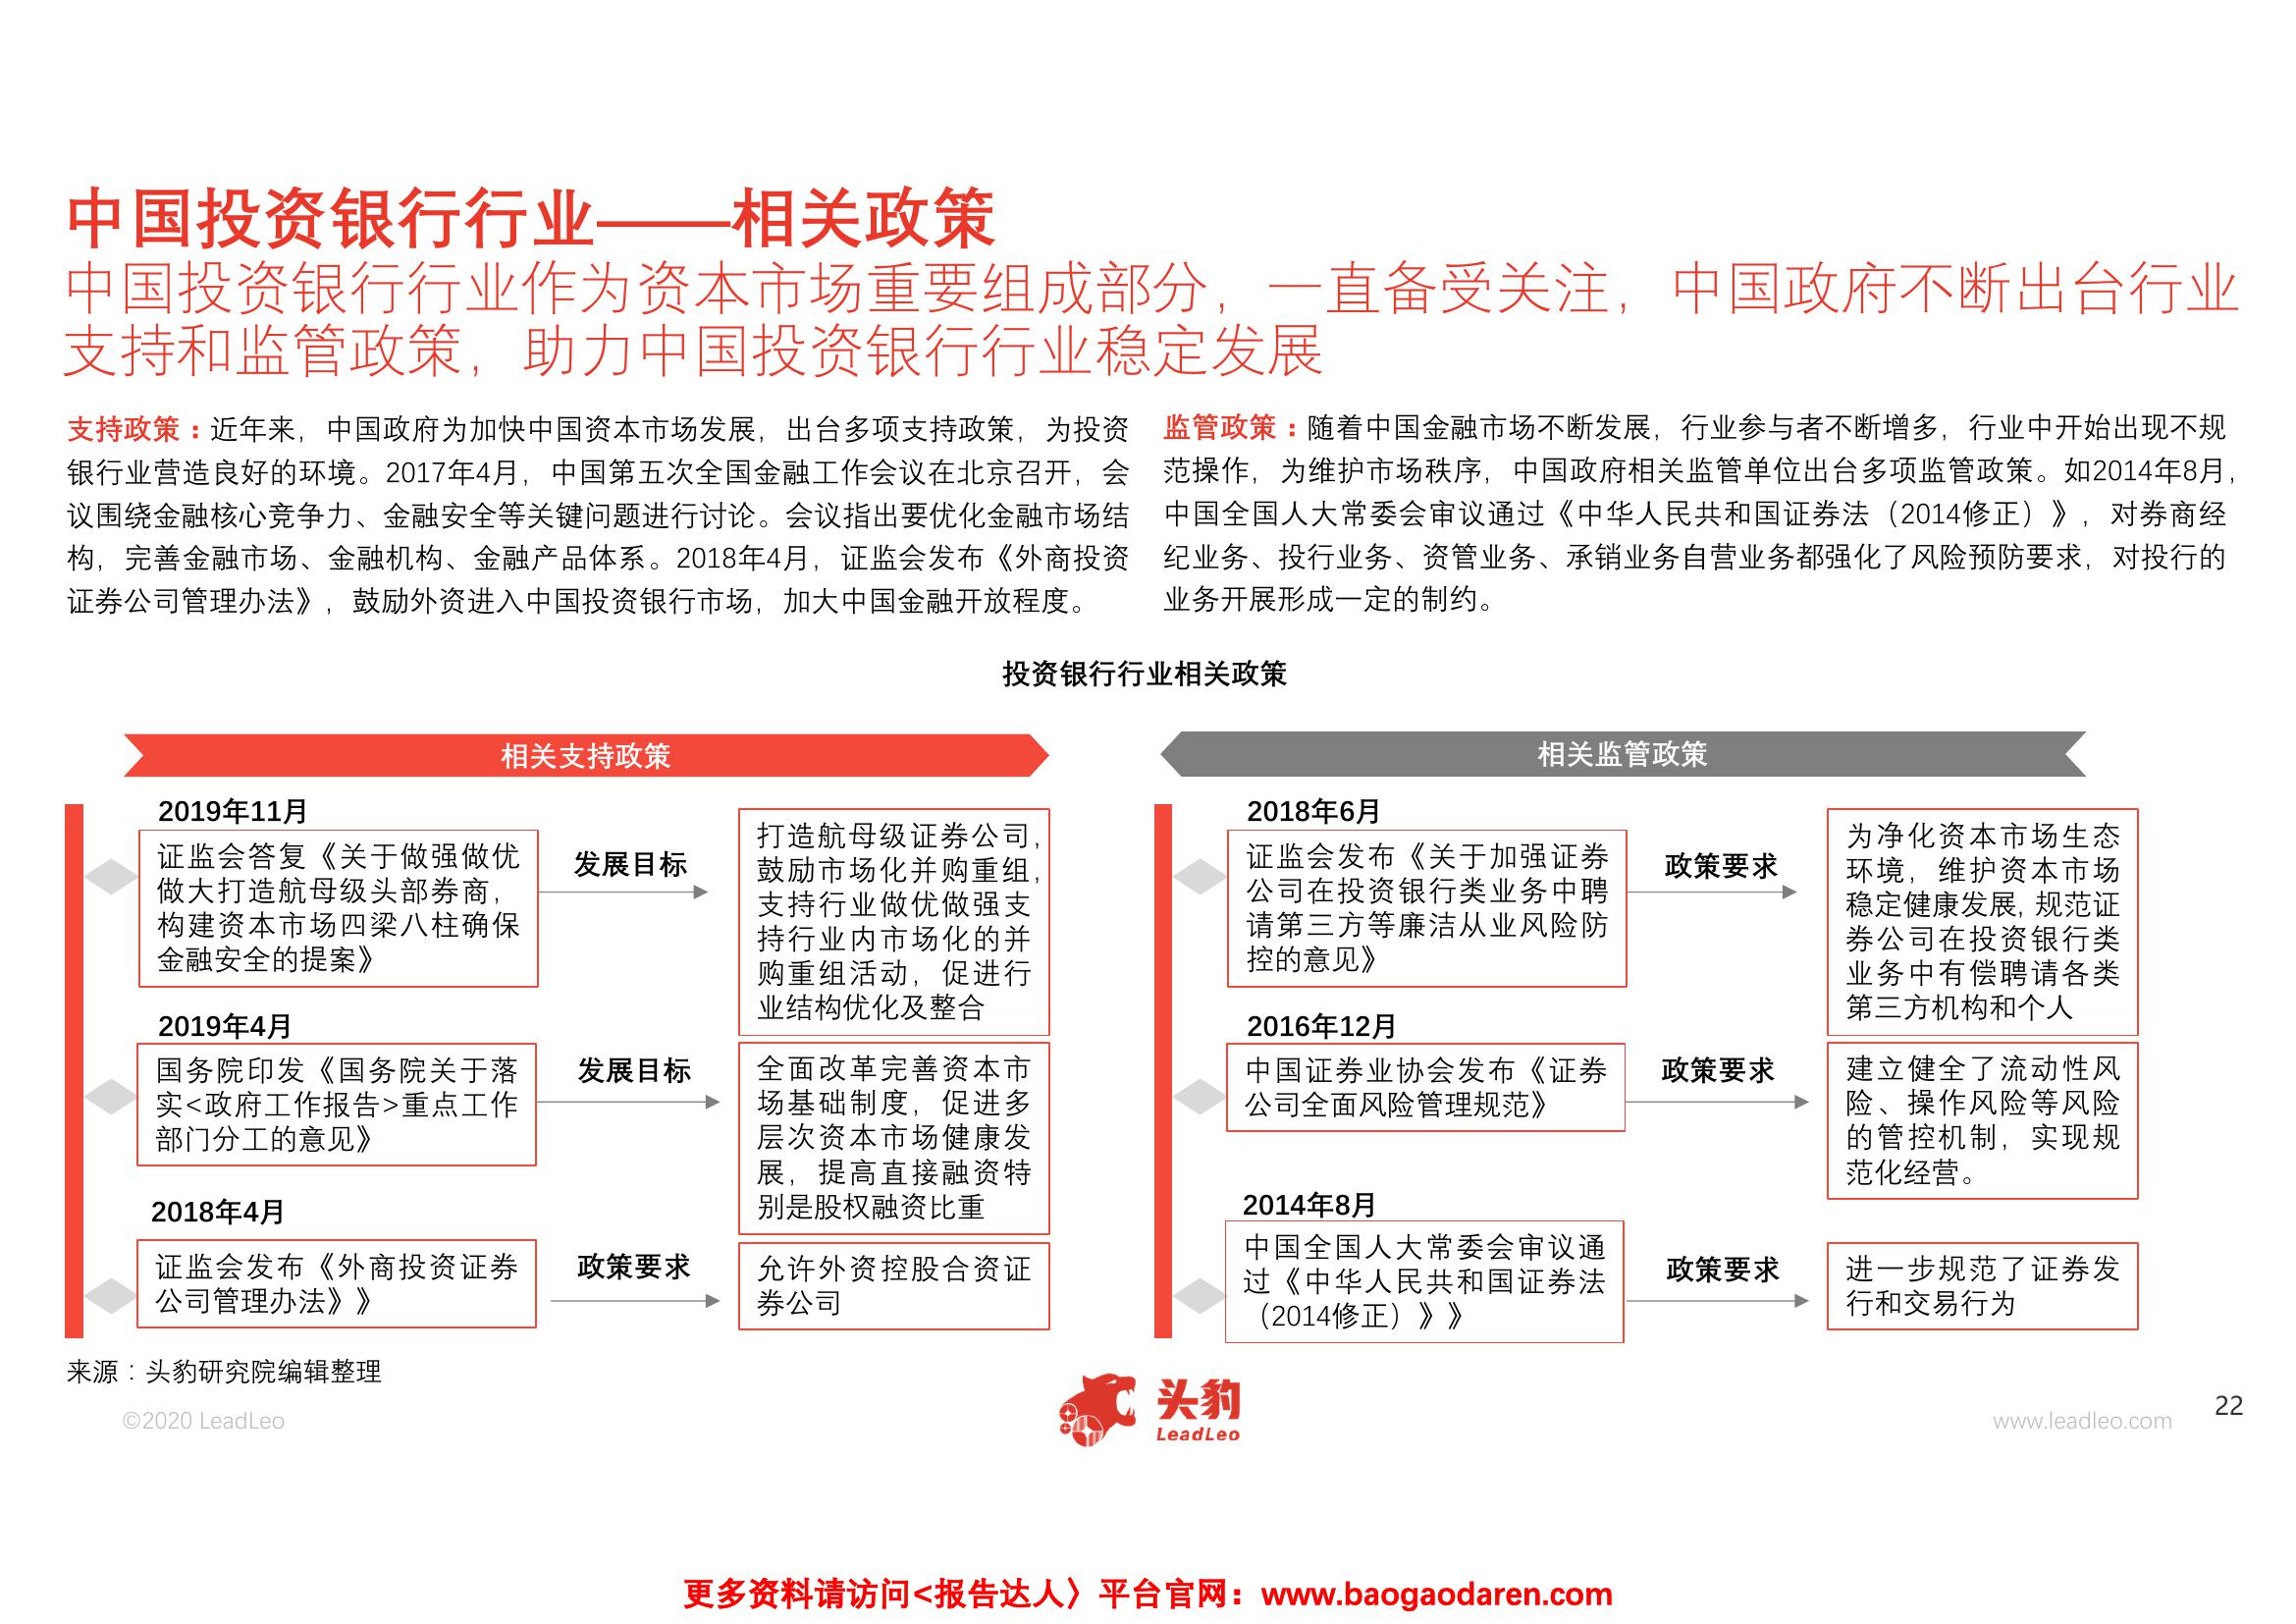 中国投资银行行业——相关政策
中国投资银行行业作为资本市场重要组成部分，一直备受关注，中国政府不断出台行业
支持和监管政策，助力中国投资银行行业稳定发展
支持政策：近年来，中国政府为加快中国资本市场发展，出台多项支持政策，为投资
银行业营造良好的环境。2017年4月，中国第五次全国金融工作会议在北京召开，会
议围绕金融核心竞争力、金融安全等关键问题进行讨论。会议指出要优化金融市场结
构，完善金融市场、金融机构、金融产品体系。2018年4月，证监会发布《外商投资
证券公司管理办法》，鼓励外资进入中国投资银行市场，加大中国金融开放程度。
监管政策：随着中国金融市场不断发展，行业参与者不断增多，行业中开始出现不规
范操作，为维护市场秩序，中国政府相关监管单位出台多项监管政策。如2014年8月，
中国全国人大常委会审议通过《中华人民共和国证券法（2014修正）》，对券商经
纪业务、投行业务、资管业务、承销业务自营业务都强化了风险预防要求，对投行的
业务开展形成一定的制约。
投资银行行业相关政策
相关支持政策
2019年11月
证监会答复《关于做强做优
做大打造航母级头部券商，
构建资本市场四梁八柱确保
金融安全的提案》
发展目标
打造航母级证券公司，
鼓励市场化并购重组，
支持行业做优做强支
持行业内市场化的并
购重组活动，促进行
业结构优化及整合
2019年4月
国务院印发《国务院关于落
实<政府工作报告>重点工作
部门分工的意见》
发展目标
全面改革完善资本市
场基础制度，促进多
层次资本市场健康发
展，提高直接融资特
别是股权融资比重
2018年4月
证监会发布《外商投资证券
公司管理办法》》
政策要求
允许外资控股合资证
券公司
相关监管政策
2018年6月
证监会发布《关于加强证券
公司在投资银行类业务中聘
请第三方等廉洁从业风险防
控的意见》
政策要求
为净化资本市场生态
环境，维护资本市场
稳定健康发展，规范证
券公司在投资银行类
业务中有偿聘请各类
第三方机构和个人
2016年12月
中国证券业协会发布《证券
公司全面风险管理规范》
政策要求
建立健全了流动性风
险、操作风险等风险
的管控机制，实现规
范化经营。
2014年8月
中国全国人大常委会审议通
过《中华人民共和国证券法
（2014修正）》》
政策要求
进一步规范了证券发
行和交易行为
来源：头豹研究院编辑整理
©2020 LeadLeo
头豹
LeadLeo
www.leadleo.com
22
更多资料请访问<报告达人〉平台官网：www.baogaodaren.com